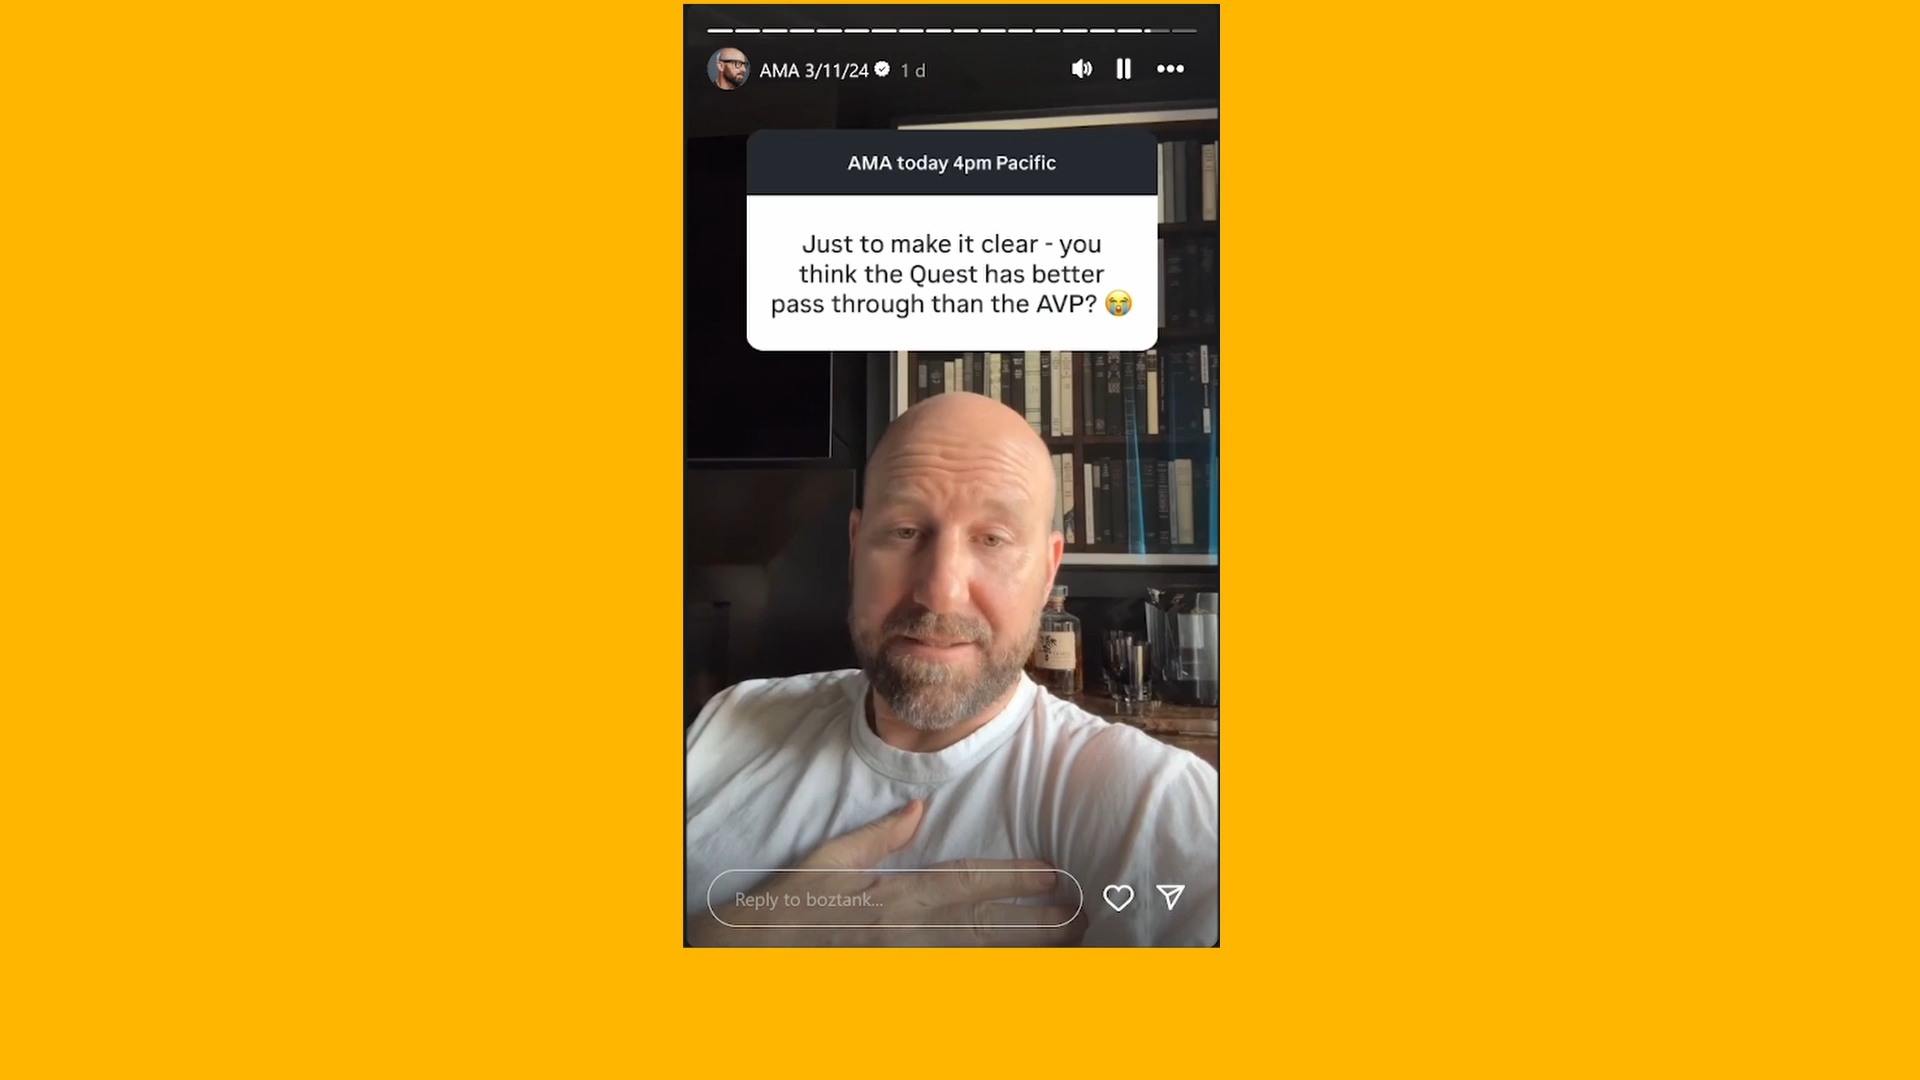 AMA 3/11/24 1 d
AMA today 4pm Pacific
Just to make it clear - you
think the Quest has better
pass through than the AVP? 😭
Reply to boztank...